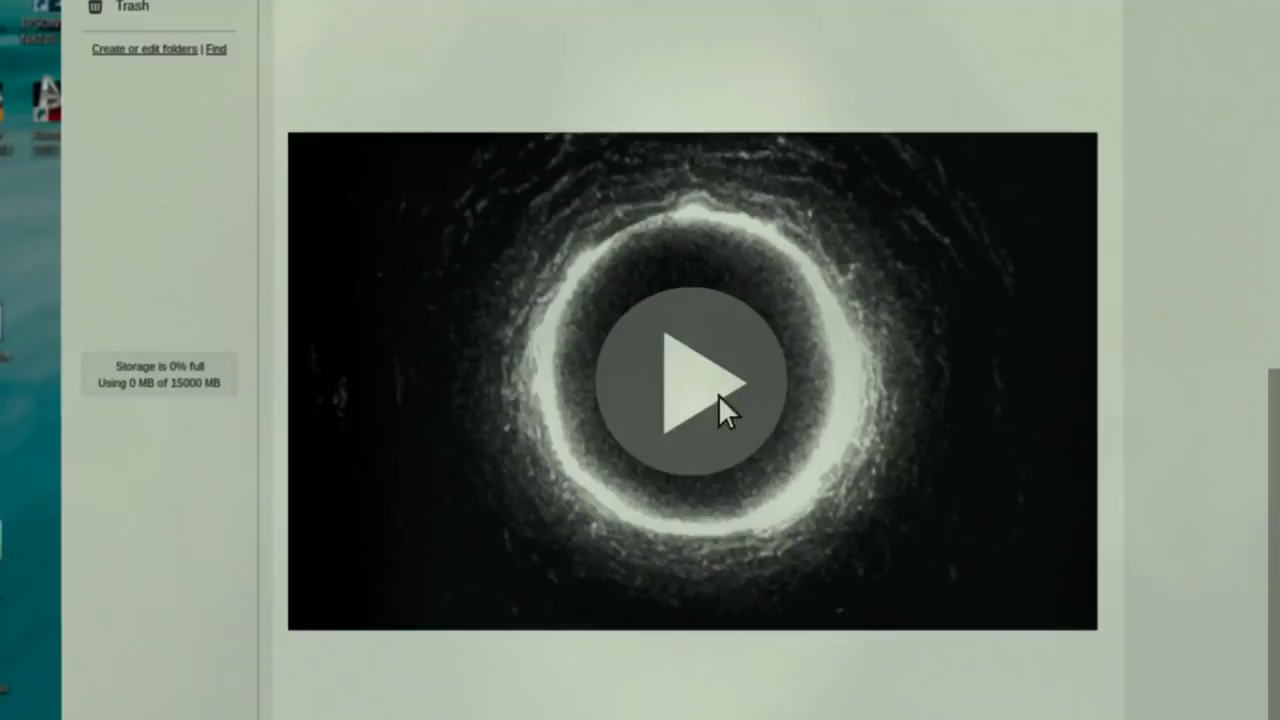 Trash
Create or edit folders | Find
Storage is 0% full
Using 0 MB of 15000 MB